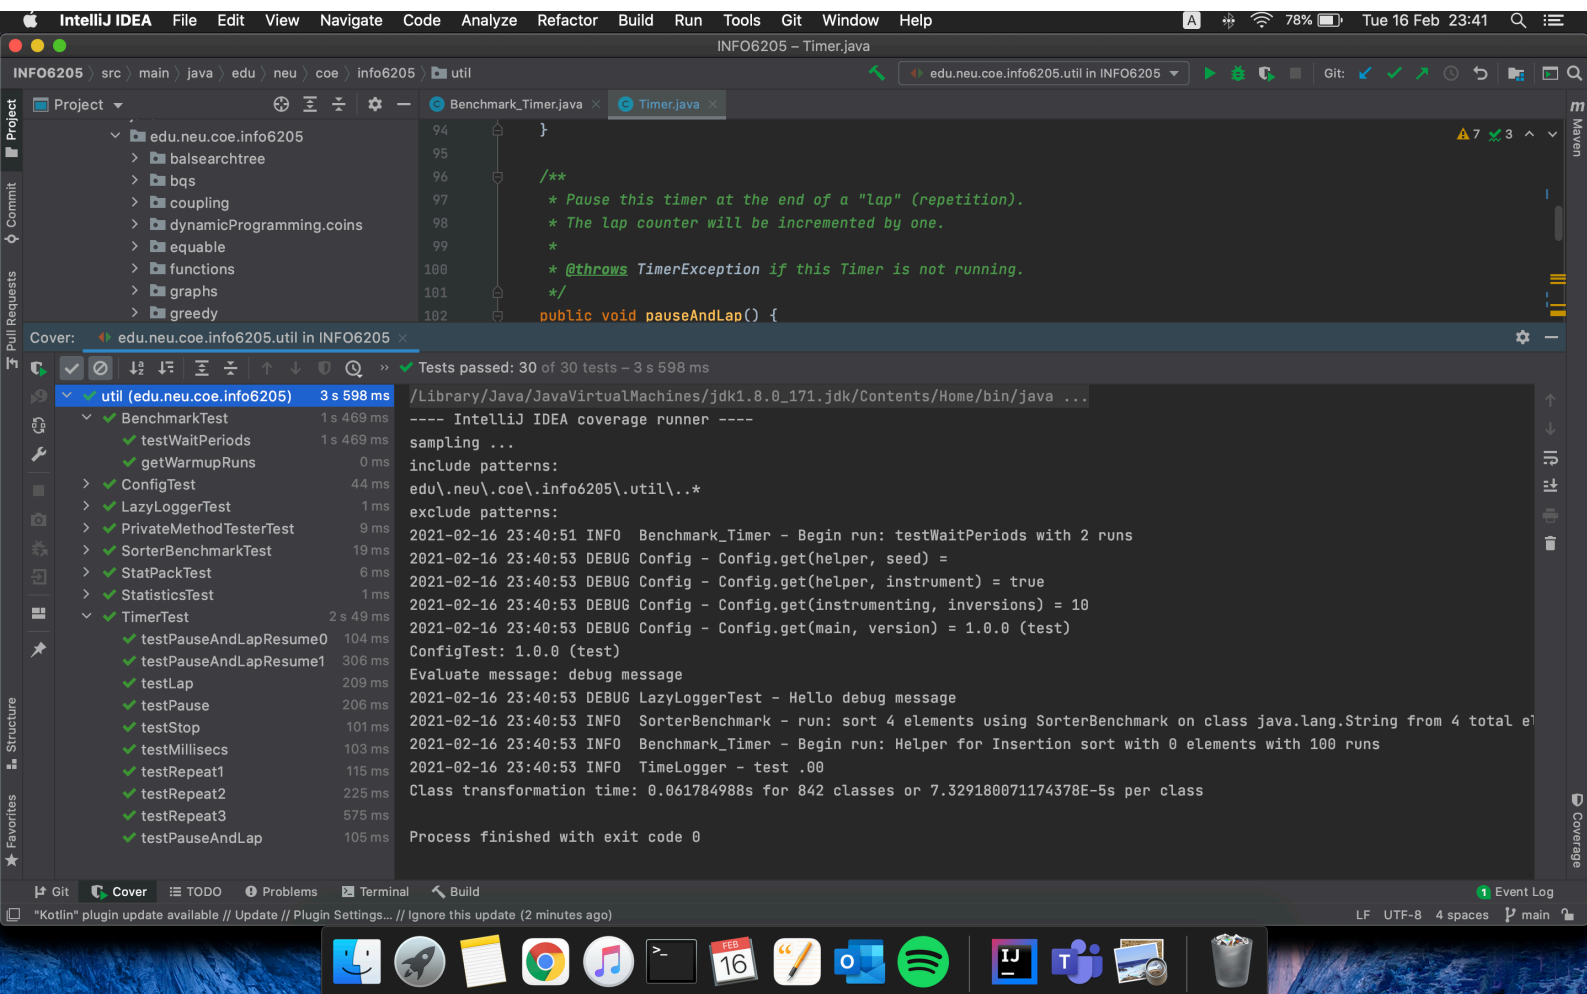 IntelliJ IDEA File Edit View Navigate Code Analyze Refactor Build Run Tools Git Window Help A 78% Tue 16 Feb 23:41
INFO6205 – Timer.java
INFO6205 src main java edu neu coe info6205 util edu.neu.coe.info6205.util in INFO6205 Git:
Project Benchmark_Timer.java Timer.java
Project
Commit
Pull Requests
Structure
Favorites
m Maven
Coverage
edu.neu.coe.info6205
balsearchtree
bqs
coupling
dynamicProgramming.coins
equable
functions
graphs
greedy
94 }
95
96 /**
97 * Pause this timer at the end of a "lap" (repetition).
98 * The lap counter will be incremented by one.
99 *
100 * @throws TimerException if this Timer is not running.
101 */
102 public void pauseAndLap() {
7 3
Cover: edu.neu.coe.info6205.util in INFO6205
Tests passed: 30 of 30 tests – 3 s 598 ms
util (edu.neu.coe.info6205) 3 s 598 ms
BenchmarkTest 1 s 469 ms
testWaitPeriods 1 s 469 ms
getWarmupRuns 0 ms
ConfigTest 44 ms
LazyLoggerTest 1 ms
PrivateMethodTesterTest 9 ms
SorterBenchmarkTest 19 ms
StatPackTest 6 ms
StatisticsTest 1 ms
TimerTest 2 s 49 ms
testPauseAndLapResume0 104 ms
testPauseAndLapResume1 306 ms
testLap 209 ms
testPause 206 ms
testStop 101 ms
testMillisecs 103 ms
testRepeat1 115 ms
testRepeat2 225 ms
testRepeat3 575 ms
testPauseAndLap 105 ms
/Library/Java/JavaVirtualMachines/jdk1.8.0_171.jdk/Contents/Home/bin/java ...
---- IntelliJ IDEA coverage runner ----
sampling ...
include patterns:
edu\.neu\.coe\.info6205\.util\..*
exclude patterns:
2021-02-16 23:40:51 INFO  Benchmark_Timer - Begin run: testWaitPeriods with 2 runs
2021-02-16 23:40:53 DEBUG Config - Config.get(helper, seed) =
2021-02-16 23:40:53 DEBUG Config - Config.get(helper, instrument) = true
2021-02-16 23:40:53 DEBUG Config - Config.get(instrumenting, inversions) = 10
2021-02-16 23:40:53 DEBUG Config - Config.get(main, version) = 1.0.0 (test)
ConfigTest: 1.0.0 (test)
Evaluate message: debug message
2021-02-16 23:40:53 DEBUG LazyLoggerTest - Hello debug message
2021-02-16 23:40:53 INFO  SorterBenchmark - run: sort 4 elements using SorterBenchmark on class java.lang.String from 4 total
2021-02-16 23:40:53 INFO  Benchmark_Timer - Begin run: Helper for Insertion sort with 0 elements with 100 runs
2021-02-16 23:40:53 INFO  TimeLogger - test .00
Class transformation time: 0.061784988s for 842 classes or 7.329180071174378E-5s per class
Process finished with exit code 0
Git Cover TODO Problems Terminal Build 1 Event Log
"Kotlin" plugin update available // Update // Plugin Settings... // Ignore this update (2 minutes ago) LF UTF-8 4 spaces main
FEB
16
IJ
T